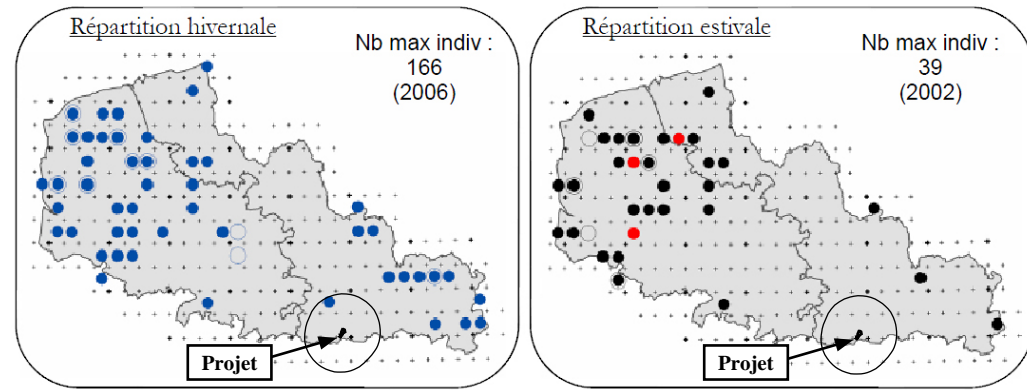 Répartition hivernale
Nb max indiv :
166
(2006)
Projet
Répartition estivale
Nb max indiv :
39
(2002)
Projet